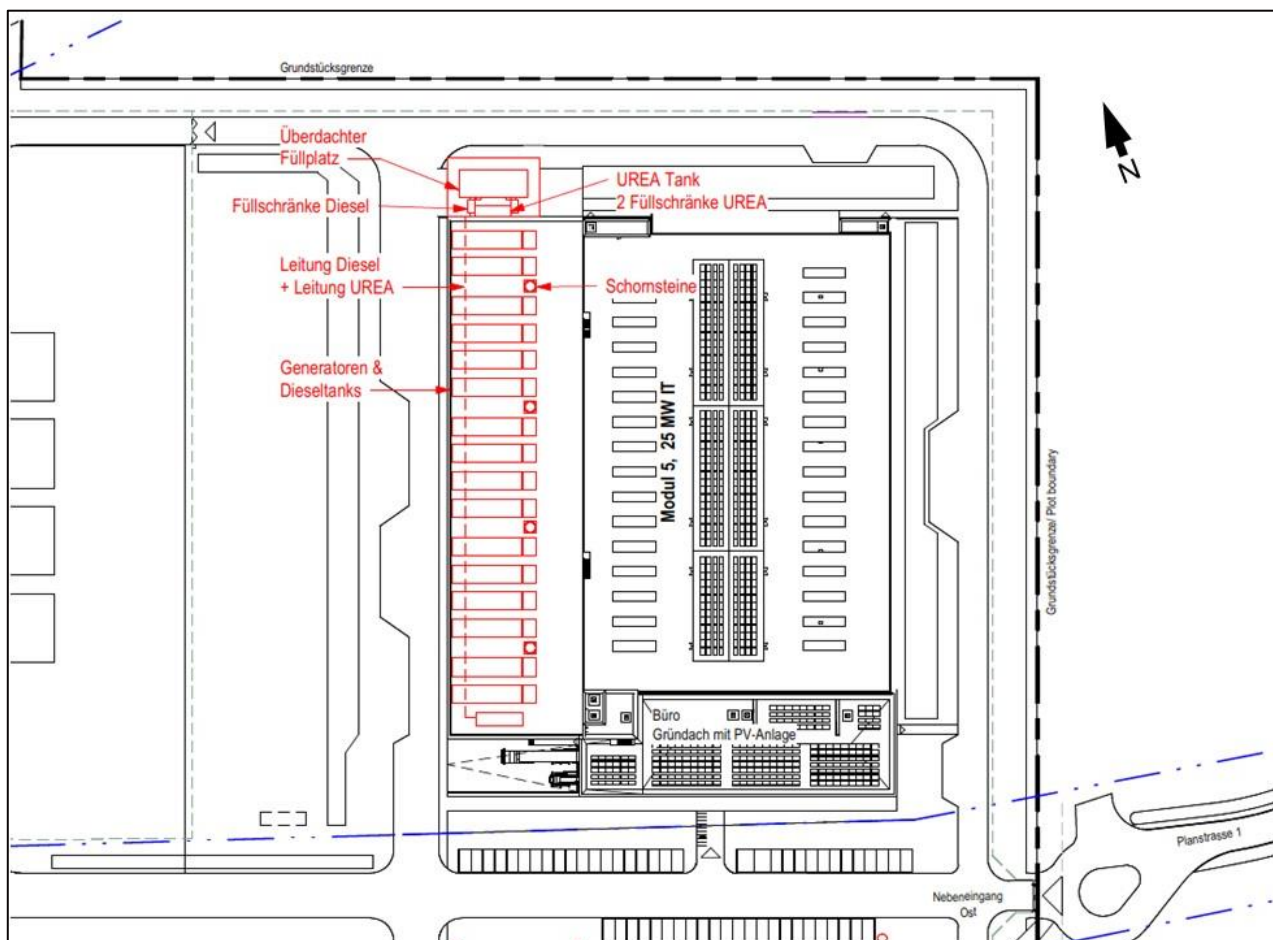 Grundstücksgrenze
Überdachter
Füllplatz
UREA Tank
2 Füllschränke UREA
Füllschränke Diesel
N
Leitung Diesel
+ Leitung UREA
Schornsteine
Generatoren &
Dieseltanks
Modul 5, 25 MW IT
Grundstücksgrenze/ Plot boundary
Büro
Gründach mit PV-Anlage
Planstrasse 1
Nebeneingang
Ost